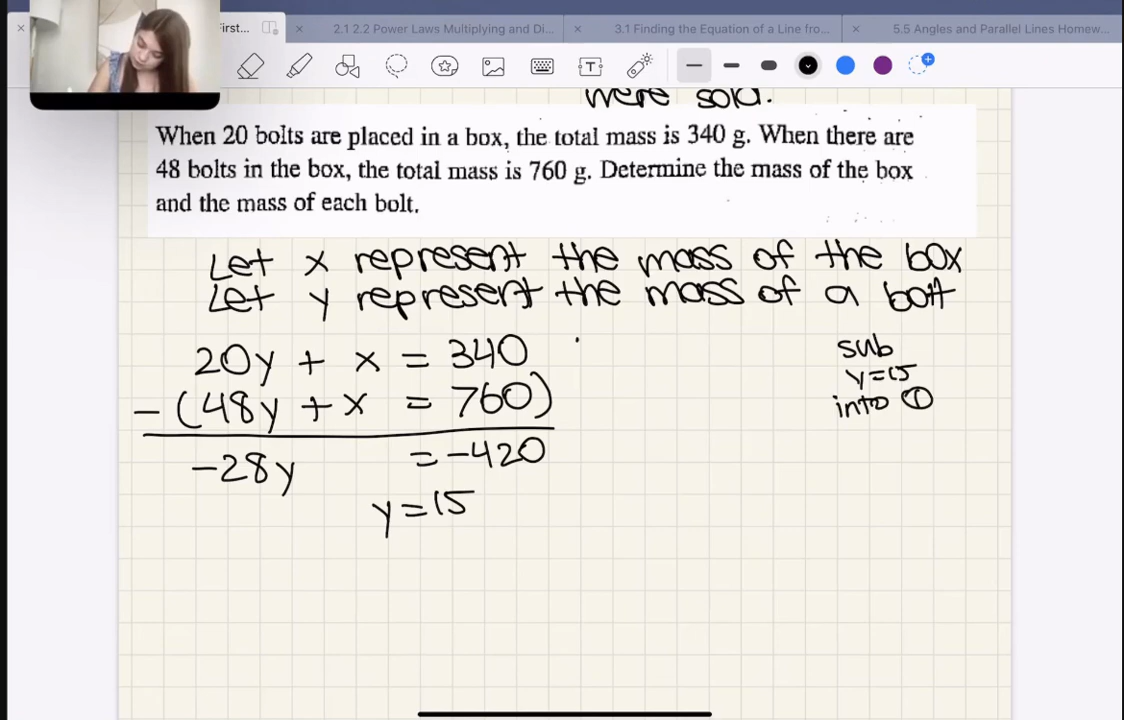 First...
2.1 2.2 Power Laws Multiplying and Di...
3.1 Finding the Equation of a Line fro...
5.5 Angles and Parallel Lines Homew...
were sold.
When 20 bolts are placed in a box, the total mass is 340 g. When there are
48 bolts in the box, the total mass is 760 g. Determine the mass of the box
and the mass of each bolt.
Let x represent the mass of the box
Let y represent the mass of a bolt
20y + x = 340
-(48y + x = 760)
-28y = -420
y = 15
sub
y=15
into ①